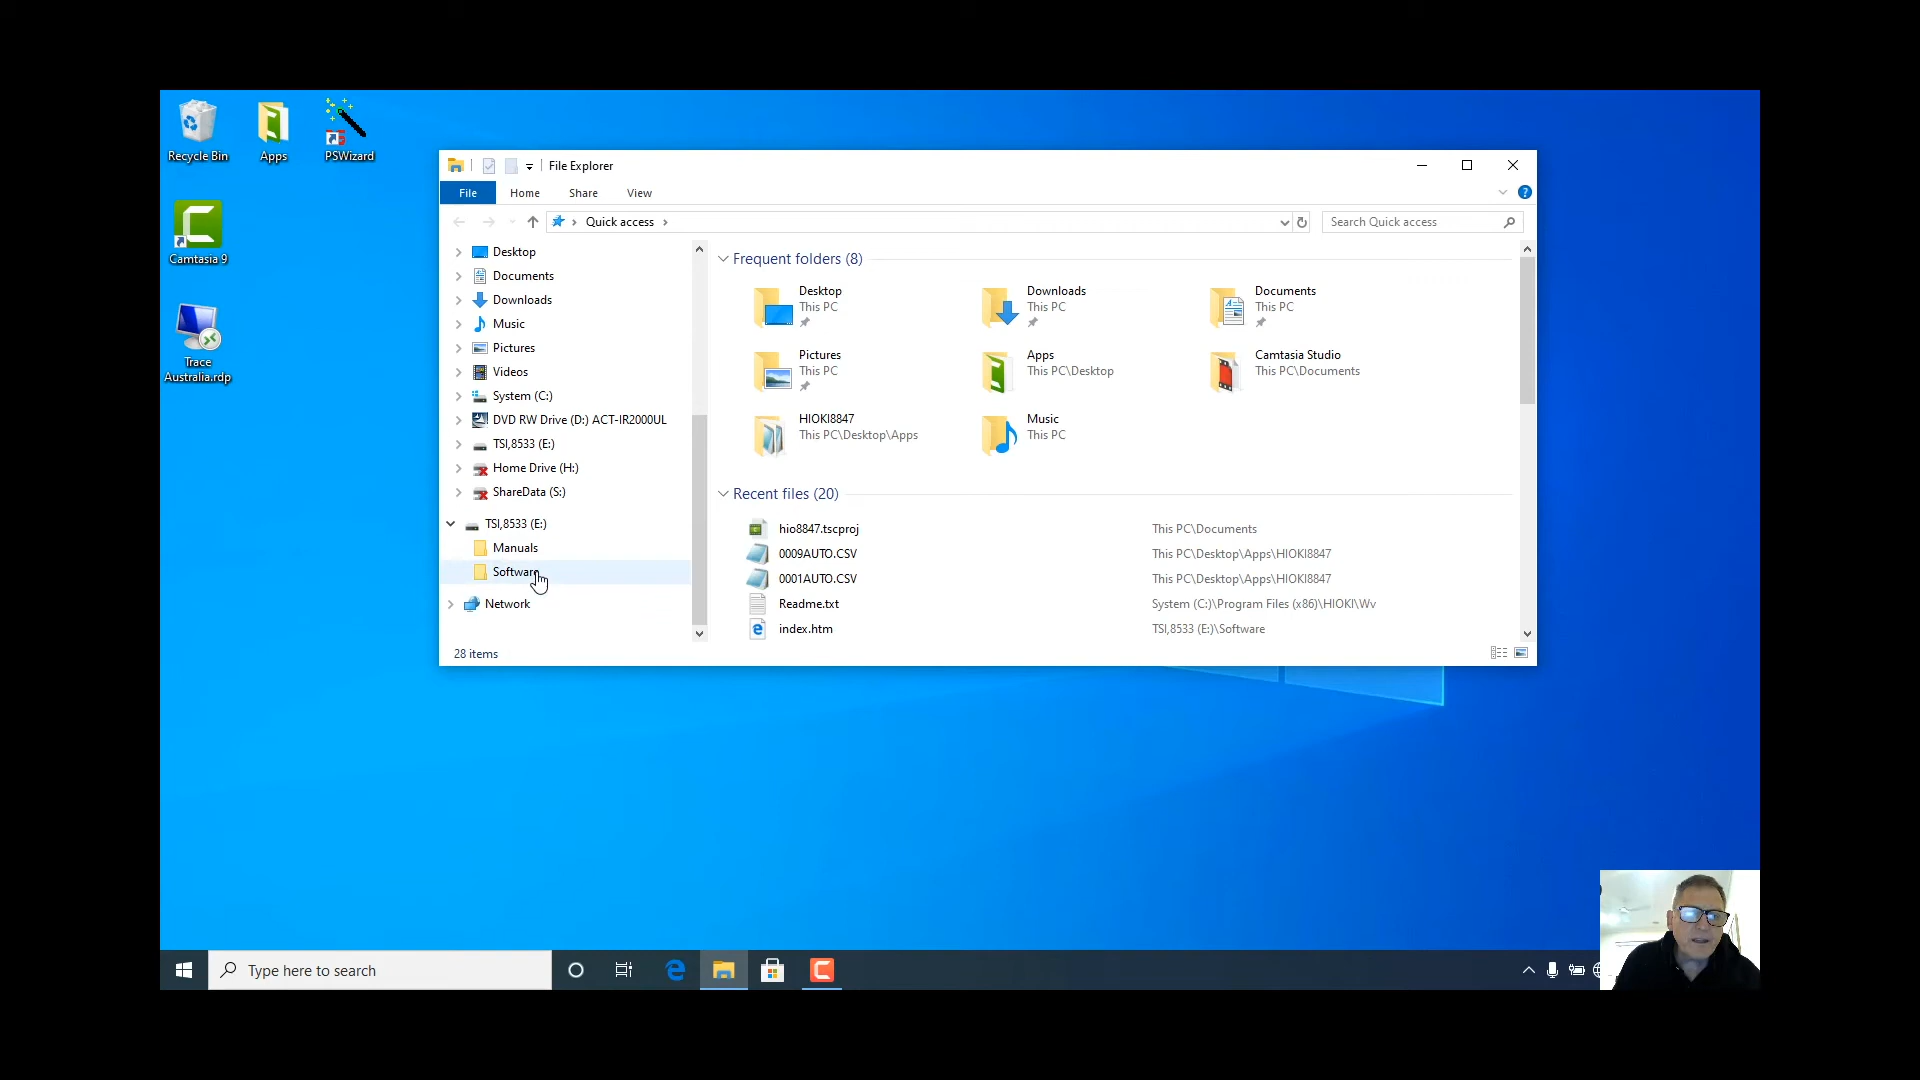 Recycle Bin
Apps
PSWizard
Camtasia 9
Trace
Australia.rdp
File Explorer
File
Home
Share
View
Quick access
Search Quick access
Desktop
Documents
Downloads
Music
Pictures
Videos
System (C:)
DVD RW Drive (D:) ACT-IR2000UL
TSI,8533 (E:)
Home Drive (H:)
ShareData (S:)
TSI,8533 (E:)
Manuals
Software
Network
28 items
Frequent folders (8)
Desktop
This PC
Downloads
This PC
Documents
This PC
Pictures
This PC
Apps
This PC\Desktop
Camtasia Studio
This PC\Documents
HIOKI8847
This PC\Desktop\Apps
Music
This PC
Recent files (20)
hio8847.tscproj
This PC\Documents
0009AUTO.CSV
This PC\Desktop\Apps\HIOKI8847
0001AUTO.CSV
This PC\Desktop\Apps\HIOKI8847
Readme.txt
System (C:)\Program Files (x86)\HIOKI\Wv
index.htm
TSI,8533 (E:)\Software
Type here to search